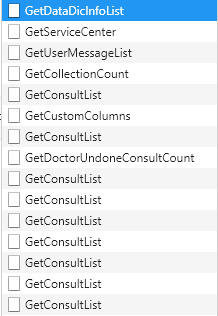 GetDataDicInfoList
GetServiceCenter
GetUserMessageList
GetCollectionCount
GetConsultList
GetCustomColumns
GetConsultList
GetDoctorUndoneConsultCount
GetConsultList
GetConsultList
GetConsultList
GetConsultList
GetConsultList
GetConsultList
GetConsultList